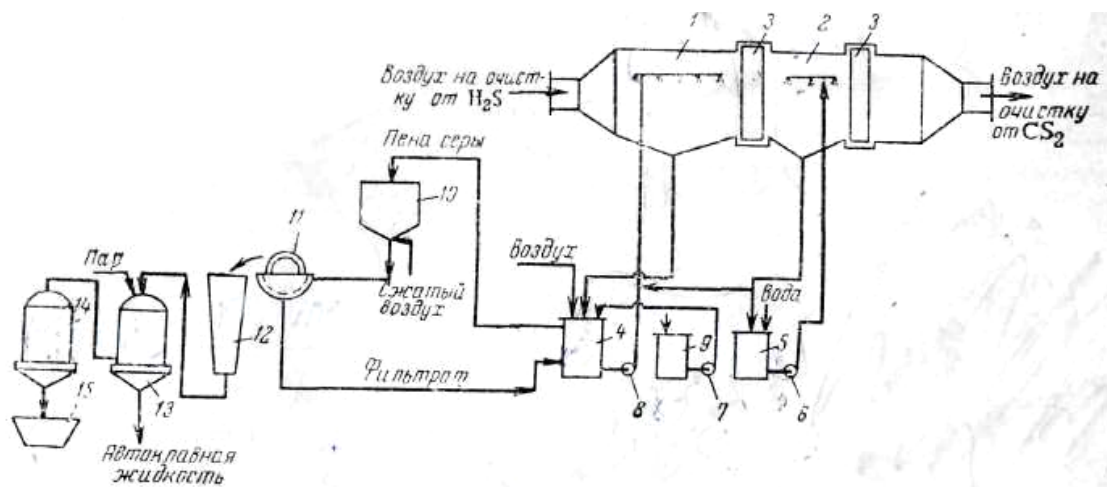 1
3
2
3
Воздух на очист-
ку от H₂S
Воздух на
очистку
от CS₂
Пена серы
10
11
Воздух
Пар
Сжатый
воздух
Вода
14
12
4
9
5
Фильтрат
15
13
8
7
6
Автоклавная
жидкость